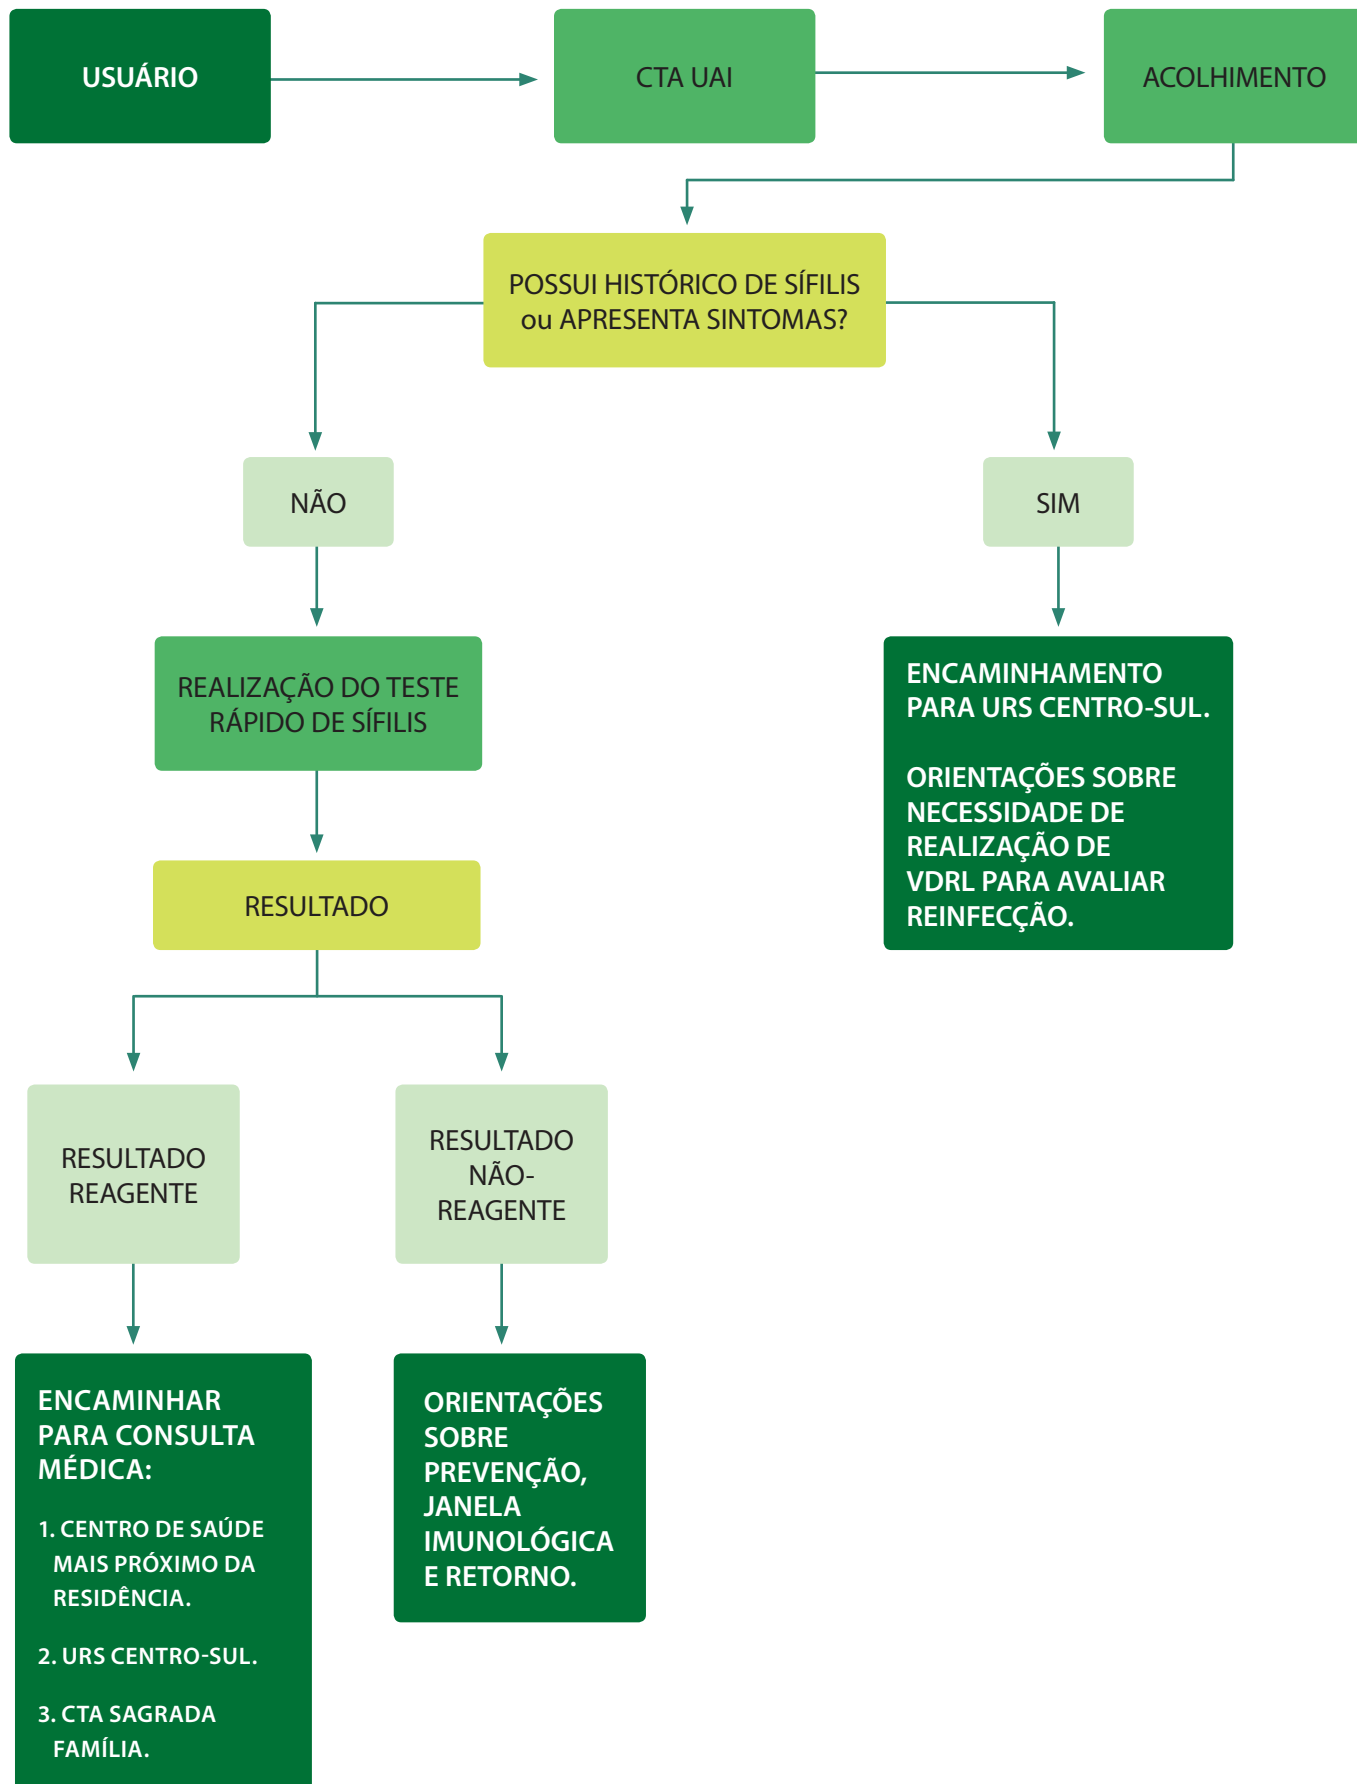 USUÁRIO
CTA UAI
ACOLHIMENTO
POSSUI HISTÓRICO DE SÍFILIS
ou APRESENTA SINTOMAS?
NÃO
SIM
REALIZAÇÃO DO TESTE
RÁPIDO DE SÍFILIS
ENCAMINHAMENTO
PARA URS CENTRO-SUL.
ORIENTAÇÕES SOBRE
NECESSIDADE DE
REALIZAÇÃO DE
VDRL PARA AVALIAR
REINFECÇÃO.
RESULTADO
RESULTADO
REAGENTE
RESULTADO
NÃO-
REAGENTE
ENCAMINHAR
PARA CONSULTA
MÉDICA:
1. CENTRO DE SAÚDE
MAIS PRÓXIMO DA
RESIDÊNCIA.
2. URS CENTRO-SUL.
3. CTA SAGRADA
FAMÍLIA.
ORIENTAÇÕES
SOBRE
PREVENÇÃO,
JANELA
IMUNOLÓGICA
E RETORNO.